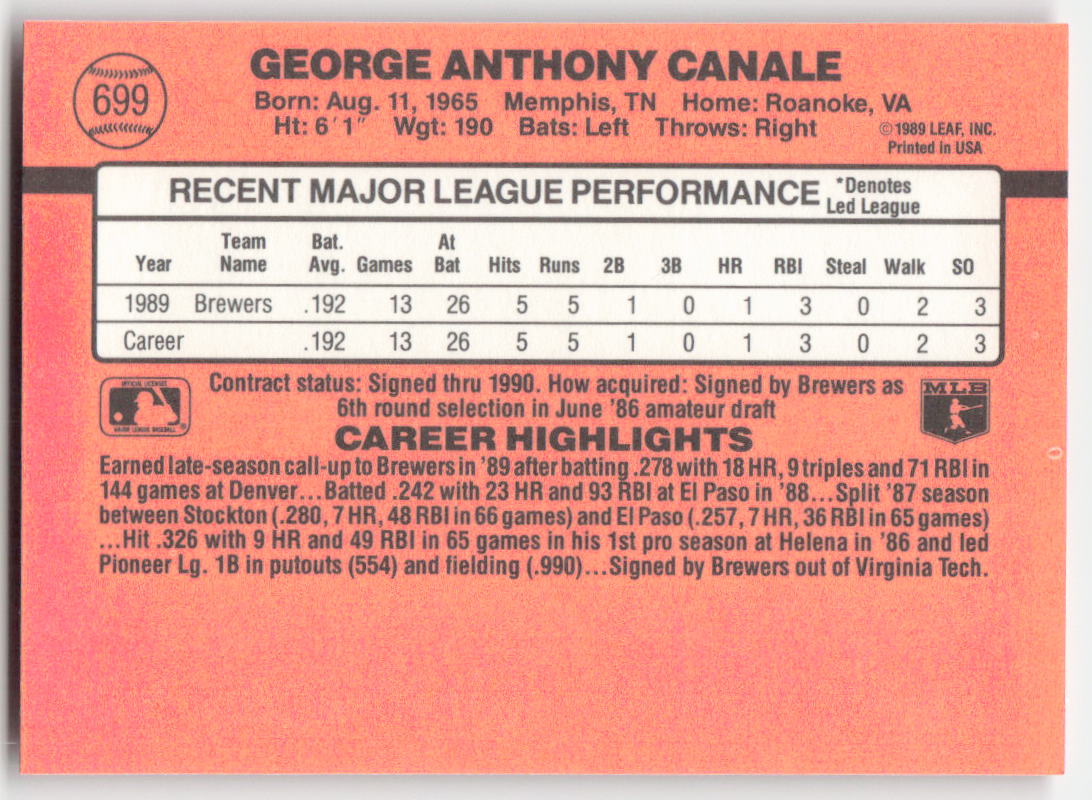 699
GEORGE ANTHONY CANALE
Born: Aug. 11, 1965 Memphis, TN Home: Roanoke, VA
Ht: 6'1" Wgt: 190 Bats: Left Throws: Right
© 1989 LEAF, INC.
Printed in USA
RECENT MAJOR LEAGUE PERFORMANCE
*Denotes
Led League
Year Team Name Bat. Avg. Games At Bat Hits Runs 2B 3B HR RBI Steal Walk SO
1989 Brewers .192 13 26 5 5 1 0 1 3 0 2 3
Career .192 13 26 5 5 1 0 1 3 0 2 3
OFFICIAL LICENSEE
MAJOR LEAGUE BASEBALL
®
Contract status: Signed thru 1990. How acquired: Signed by Brewers as
6th round selection in June '86 amateur draft
MLB
CAREER HIGHLIGHTS
Earned late-season call-up to Brewers in '89 after batting .278 with 18 HR, 9 triples and 71 RBI in
144 games at Denver...Batted .242 with 23 HR and 93 RBI at El Paso in '88...Split '87 season
between Stockton (.280, 7 HR, 48 RBI in 66 games) and El Paso (.257, 7 HR, 36 RBI in 65 games)
...Hit .326 with 9 HR and 49 RBI in 65 games in his 1st pro season at Helena in '86 and led
Pioneer Lg. 1B in putouts (554) and fielding (.990)...Signed by Brewers out of Virginia Tech.